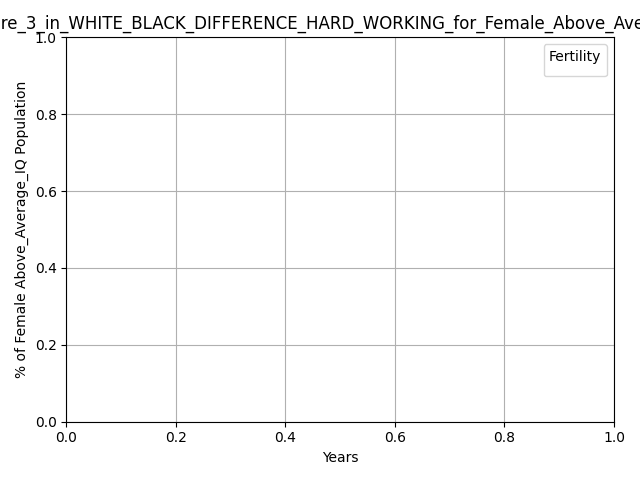 re_3_in_WHITE_BLACK_DIFFERENCE_HARD_WORKING_for_Female_Above_Ave
Fertility
% of Female Above_Average_IQ Population
1.0
0.8
0.6
0.4
0.2
0.0
0.0 0.2 0.4 0.6 0.8 1.0
Years